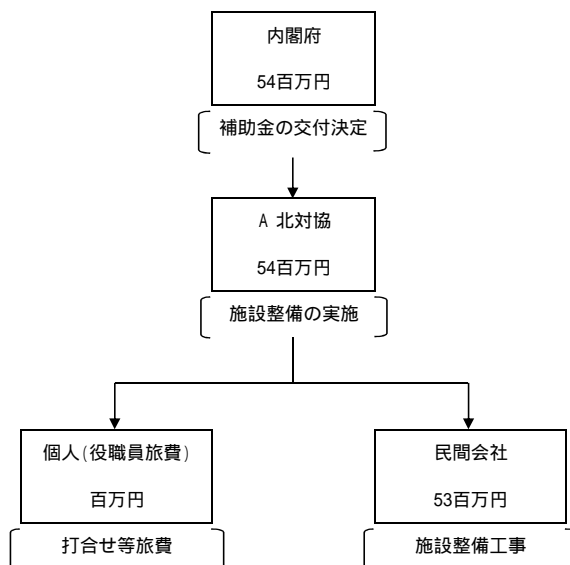 内閣府
54百万円
補助金の交付決定
A 北対協
54百万円
施設整備の実施
個人(役職員旅費)
百万円
打合せ等旅費
民間会社
53百万円
施設整備工事